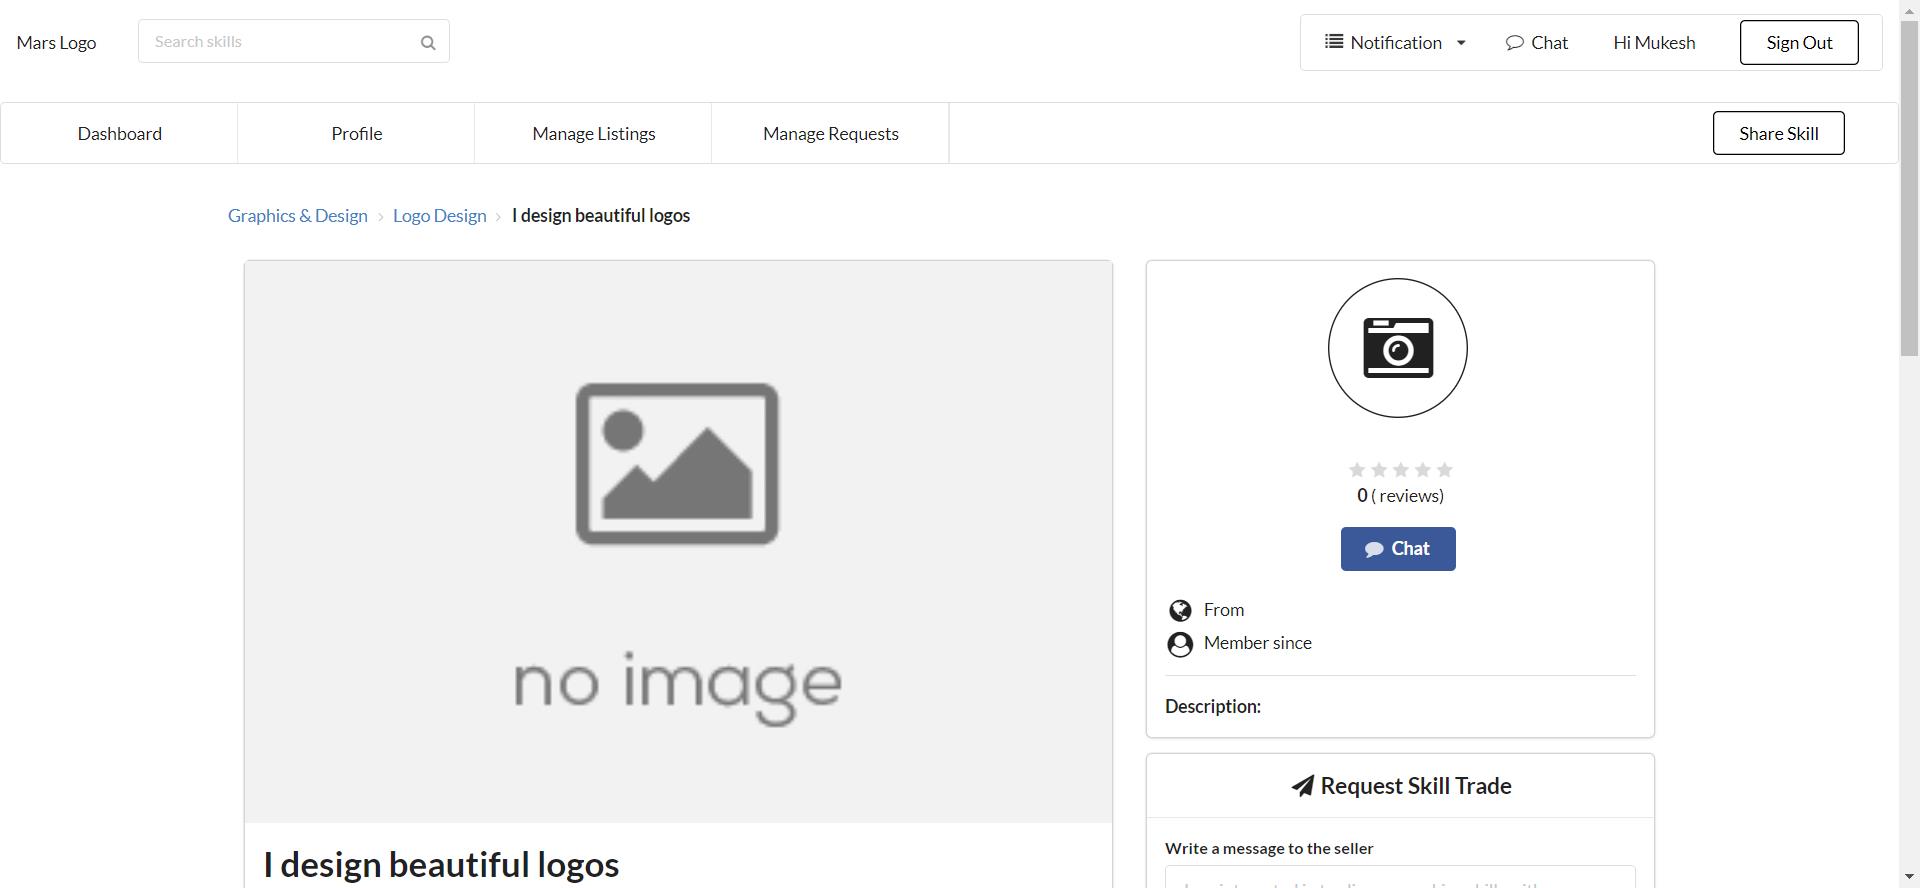 Mars Logo
Search skills
Notification
Chat
Hi Mukesh
Sign Out
Dashboard
Profile
Manage Listings
Manage Requests
Share Skill
Graphics & Design
Logo Design
I design beautiful logos
no image
I design beautiful logos
0 ( reviews)
Chat
From
Member since
Description:
Request Skill Trade
Write a message to the seller